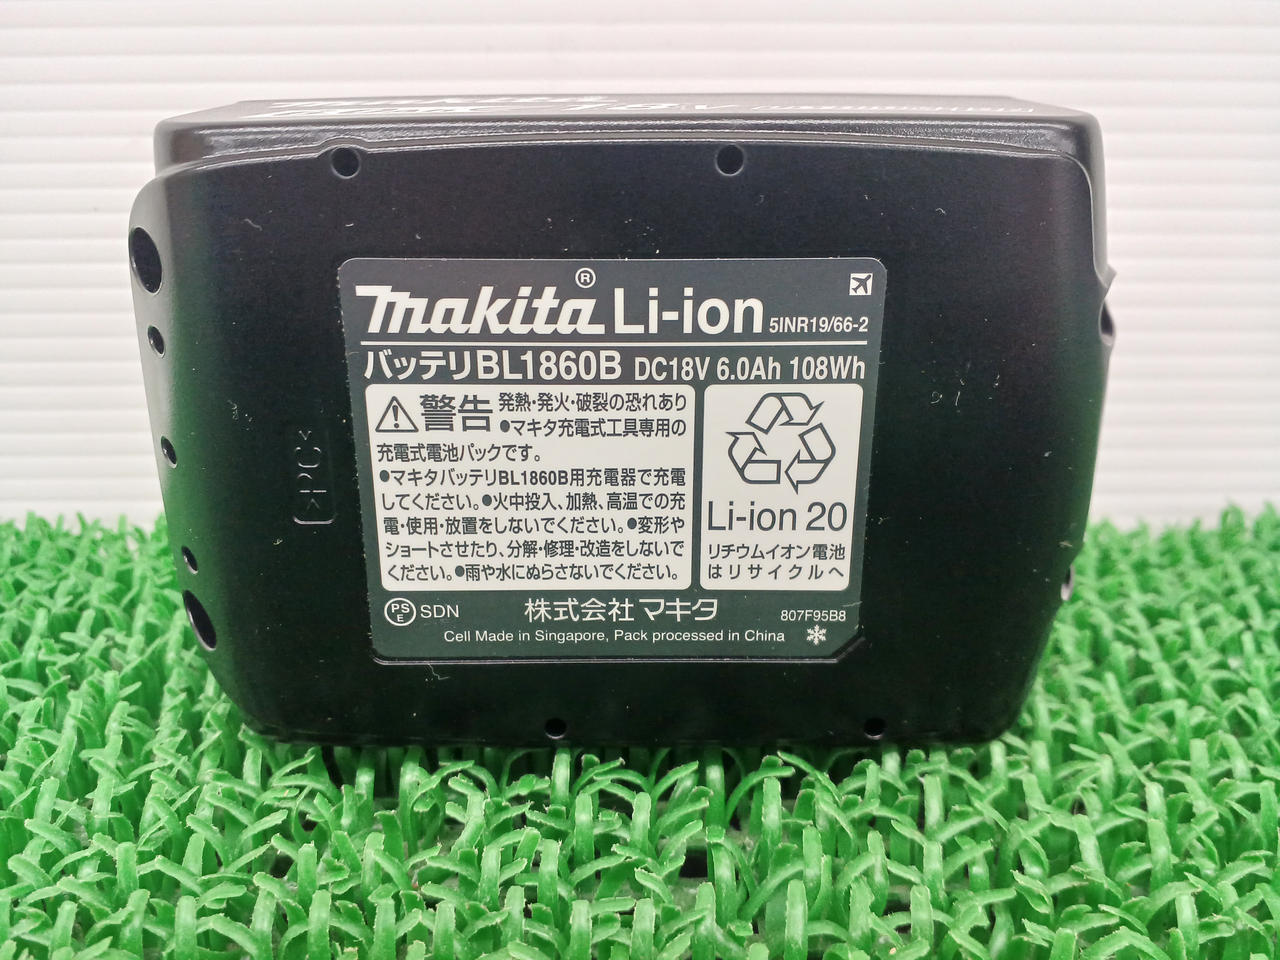 makita® Li-ion 5INR19/66-2
バッテリBL1860B DC18V 6.0Ah 108Wh
警告 発熱・発火・破裂の恐れあり
●マキタ充電式工具専用の
充電式電池パックです。
●マキタバッテリBL1860B用充電器で充電
してください。●火中投入、加熱、高温での充
電・使用・放置をしないでください。●変形や
ショートさせたり、分解・修理・改造をしないで
ください。●雨や水にぬらさないでください。
Li-ion 20
リチウムイオン電池
はリサイクルへ
PS E SDN 株式会社 マキタ 807F95B8
Cell Made in Singapore, Pack processed in China
>PC<